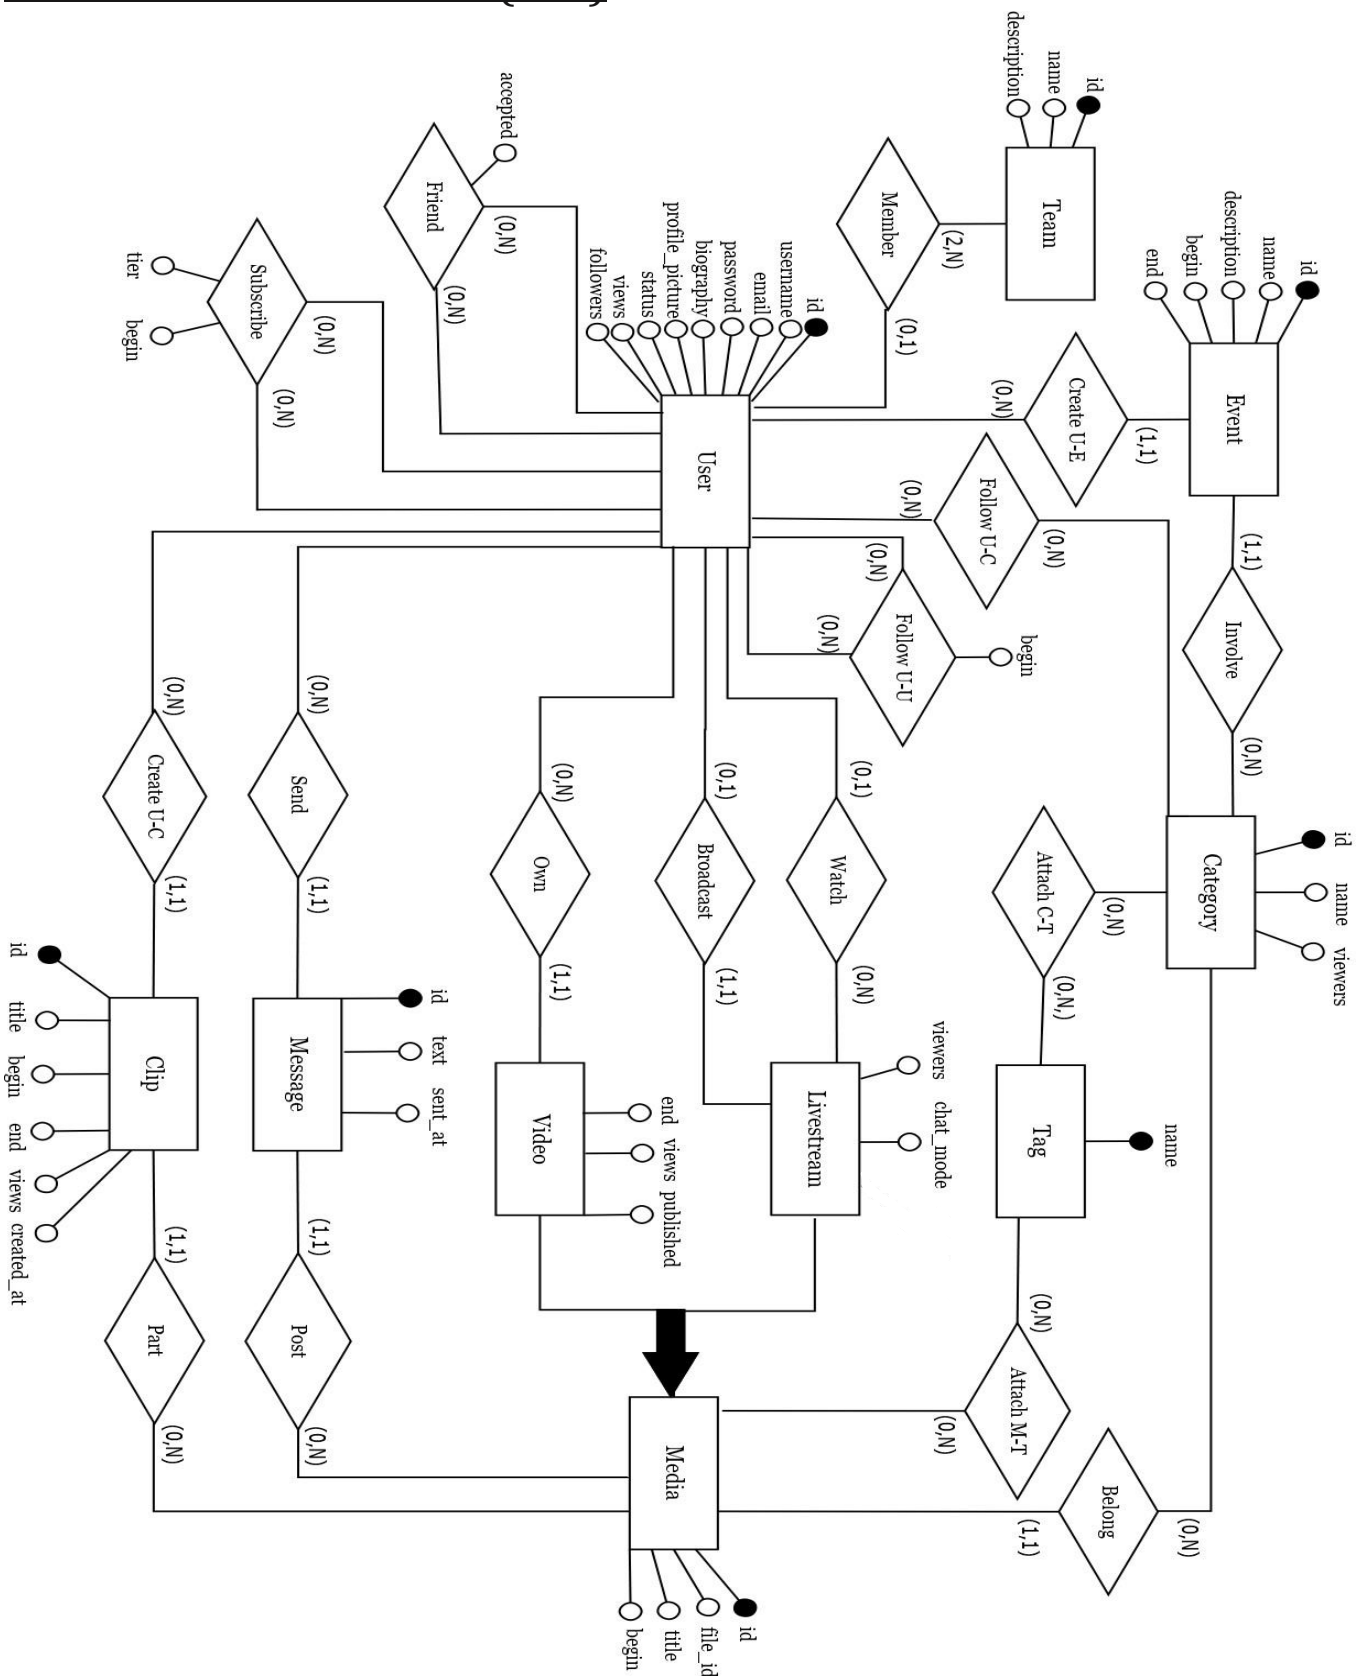 id
name
viewers
id
name
description
begin
end
Event
(1,1)
Involve
(0,N)
Category
(0,N)
Belong
(1,1)
id
name
description
Team
(2,N)
Member
(0,1)
(1,1)
Create U-E
(0,N)
(0,N)
Follow U-C
(0,N)
begin
Follow U-U
(0,N)
(0,N)
(0,N)
Attach C-T
(0,N,)
name
Tag
(0,N)
Attach M-T
(0,N)
id
username
email
password
biography
profile_picture
status
views
followers
User
(0,1)
Watch
(0,N)
viewers
chat_mode
Livestream
(0,1)
Broadcast
(1,1)
(0,N)
Own
(1,1)
end
views
published
Video
Media
id
file_id
title
begin
accepted
Friend
(0,N)
(0,N)
Subscribe
(0,N)
(0,N)
tier
begin
(0,N)
Send
(1,1)
id
text
sent_at
Message
(1,1)
Post
(0,N)
(0,N)
Create U-C
(1,1)
Clip
(1,1)
Part
(0,N)
id
title
begin
end
views
created_at